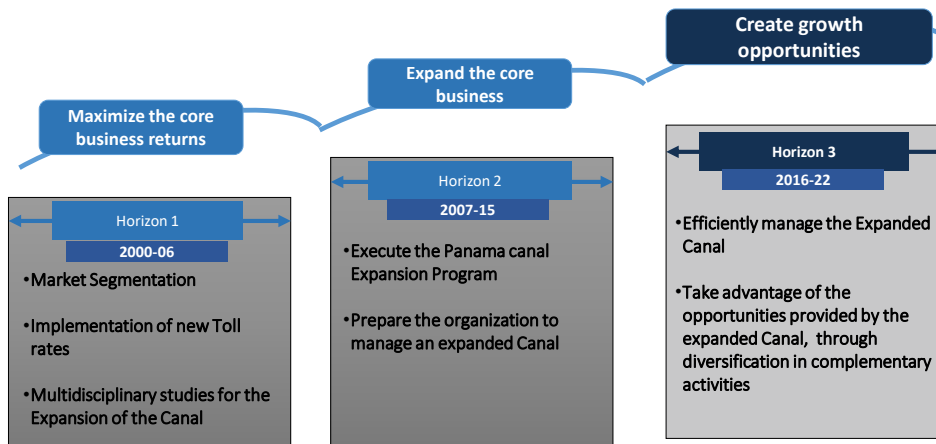 Maximize the core
business returns
Horizon 1
2000-06
•Market Segmentation
•Implementation of new Toll
rates
•Multidisciplinary studies for the
Expansion of the Canal
Expand the core
business
Horizon 2
2007-15
•Execute the Panama canal
Expansion Program
•Prepare the organization to
manage an expanded Canal
Create growth
opportunities
Horizon 3
2016-22
•Efficiently manage the Expanded
Canal
•Take advantage of the
opportunities provided by the
expanded Canal, through
diversification in complementary
activities